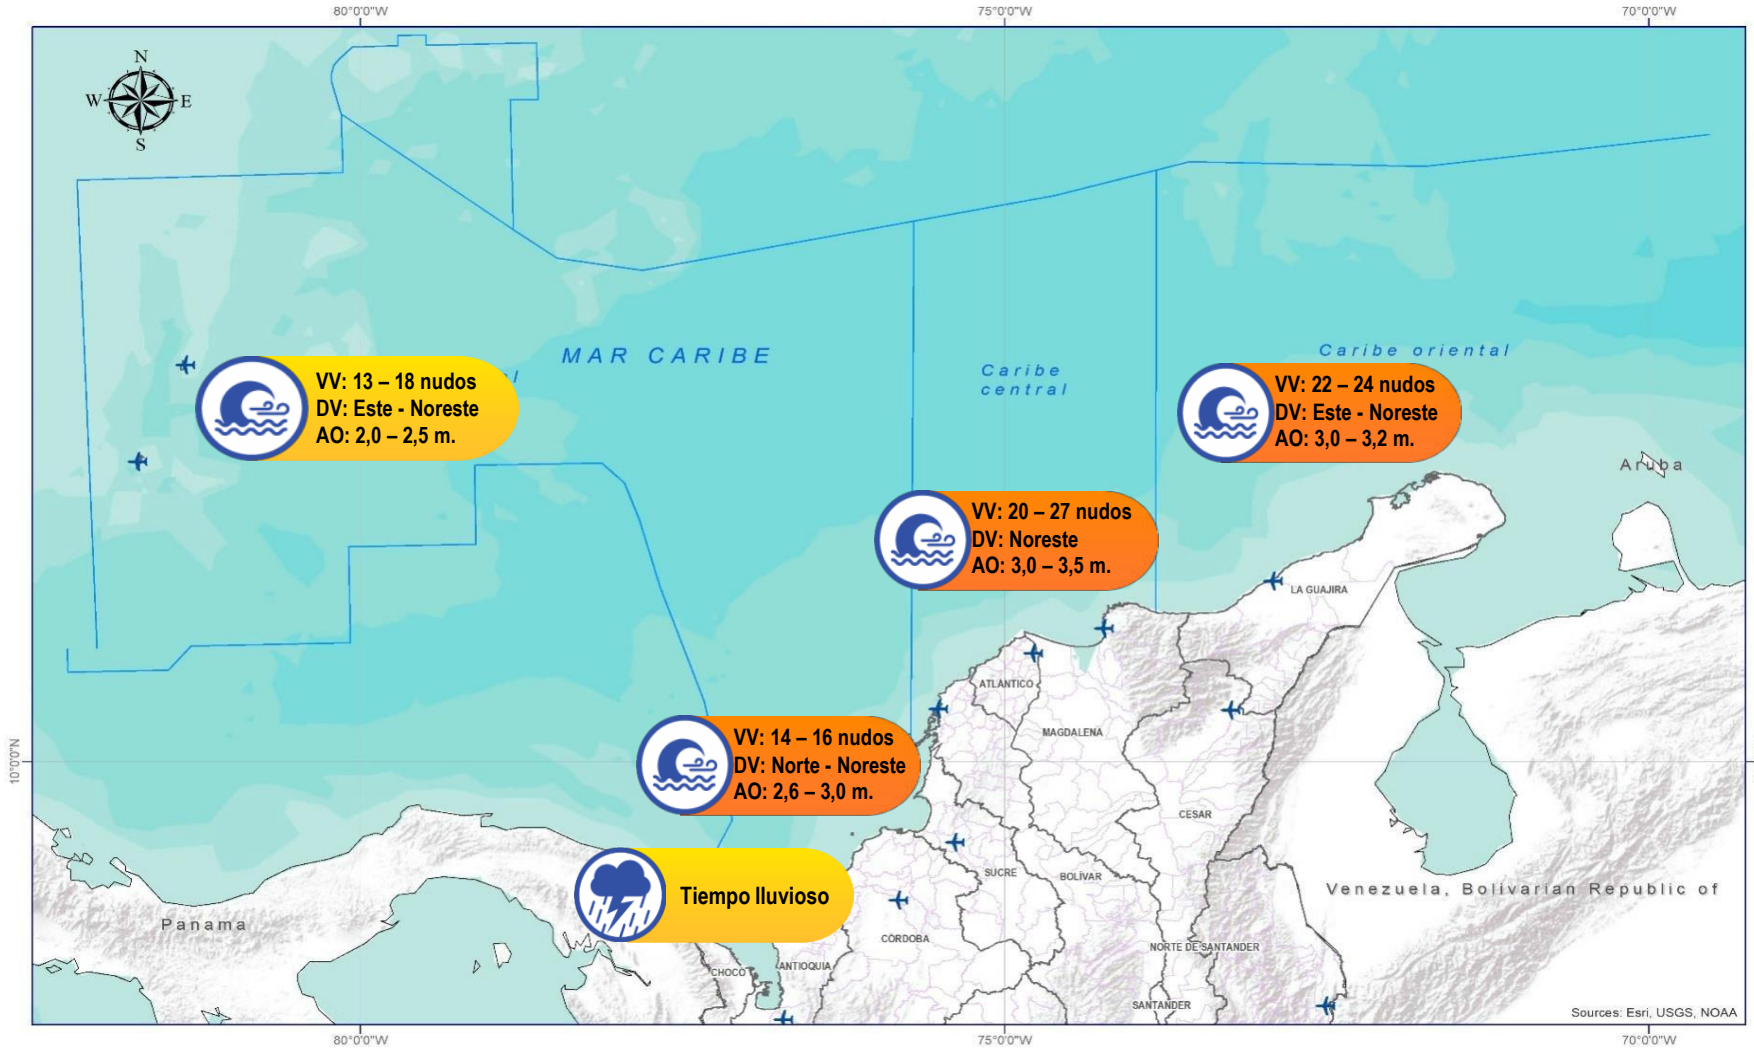 80°0'0"W
75°0'0"W
70°0'0"W
N
W
E
S
MAR CARIBE
Caribe
central
Caribe oriental
VV: 13 – 18 nudos
DV: Este - Noreste
AO: 2,0 – 2,5 m.
VV: 22 – 24 nudos
DV: Este - Noreste
AO: 3,0 – 3,2 m.
Aruba
VV: 20 – 27 nudos
DV: Noreste
AO: 3,0 – 3,5 m.
LA GUAJIRA
ATLÁNTICO
MAGDALENA
VV: 14 – 16 nudos
DV: Norte - Noreste
AO: 2,6 – 3,0 m.
10°0'0"N
CESAR
SUCRE
BOLÍVAR
Venezuela, Bolivarian Republic of
Tiempo lluvioso
Panama
CÓRDOBA
NORTE DE SANTANDER
CHOCÓ
ANTIOQUIA
SANTANDER
Sources: Esri, USGS, NOAA
80°0'0"W
75°0'0"W
70°0'0"W